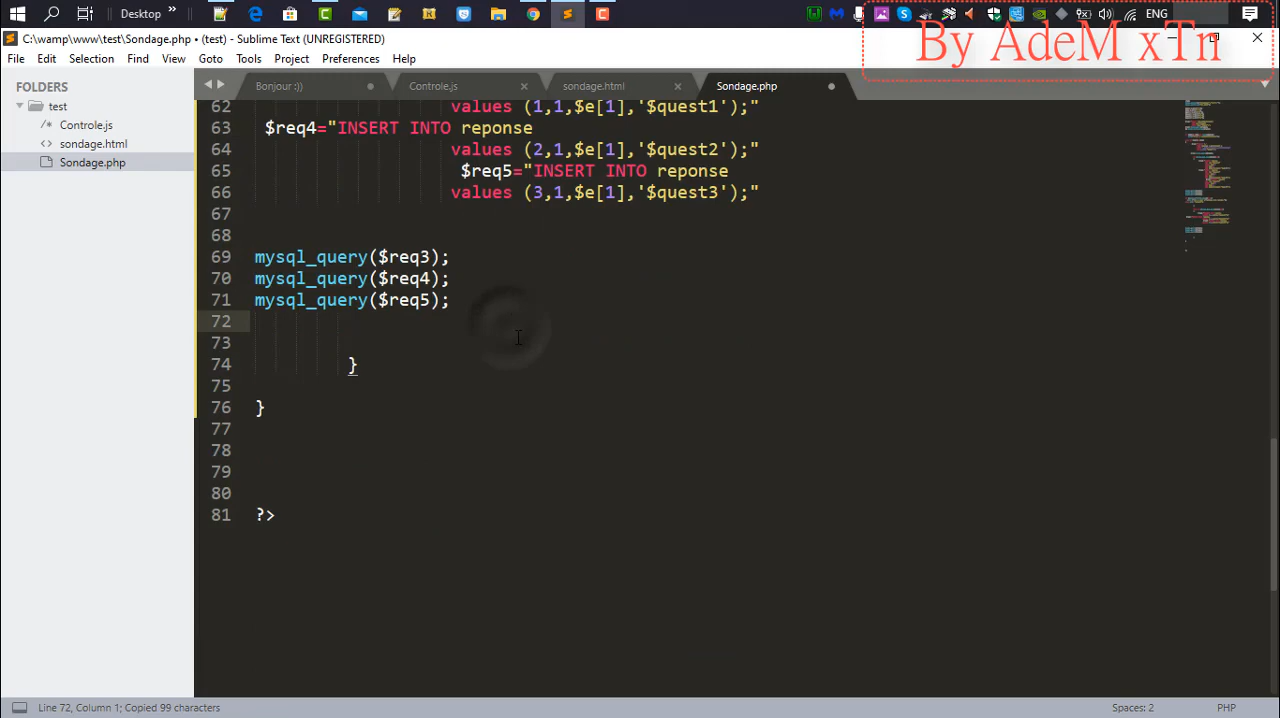 Desktop »
ENG
By AdeM xTn
C:\wamp\www\test\Sondage.php • (test) - Sublime Text (UNREGISTERED)
File Edit Selection Find View Goto Tools Project Preferences Help
FOLDERS
test
Controle.js
sondage.html
Sondage.php
Bonjour :)) Controle.js sondage.html Sondage.php
62 values (1,1,$e[1],'$quest1');"
63 $req4="INSERT INTO reponse
64 values (2,1,$e[1],'$quest2');"
65 $req5="INSERT INTO reponse
66 values (3,1,$e[1],'$quest3');"
67
68
69 mysql_query($req3);
70 mysql_query($req4);
71 mysql_query($req5);
72
73
74 }
75
76 }
77
78
79
80
81 ?>
Line 72, Column 1; Copied 99 characters
Spaces: 2
PHP